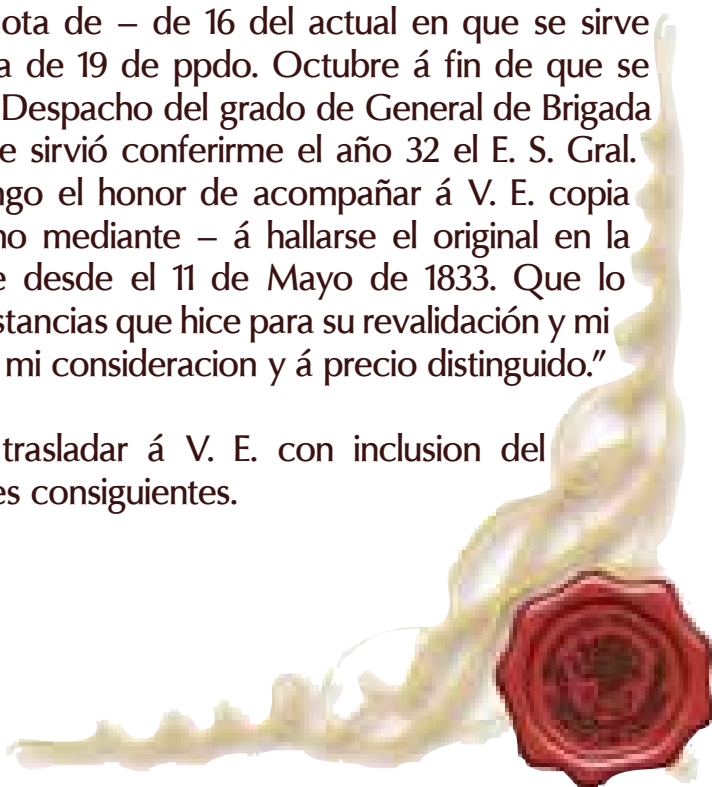 ota de – de 16 del actual en que se sirve
a de 19 de ppdo. Octubre á fin de que se
Despacho del grado de General de Brigada
e sirvió conferirme el año 32 el E. S. Gral.
ngo el honor de acompañar á V. E. copia
no mediante – á hallarse el original en la
e desde el 11 de Mayo de 1833. Que lo
stancias que hice para su revalidación y mi
mi consideracion y á precio distinguido.”
trasladar á V. E. con inclusion del
es consiguientes.